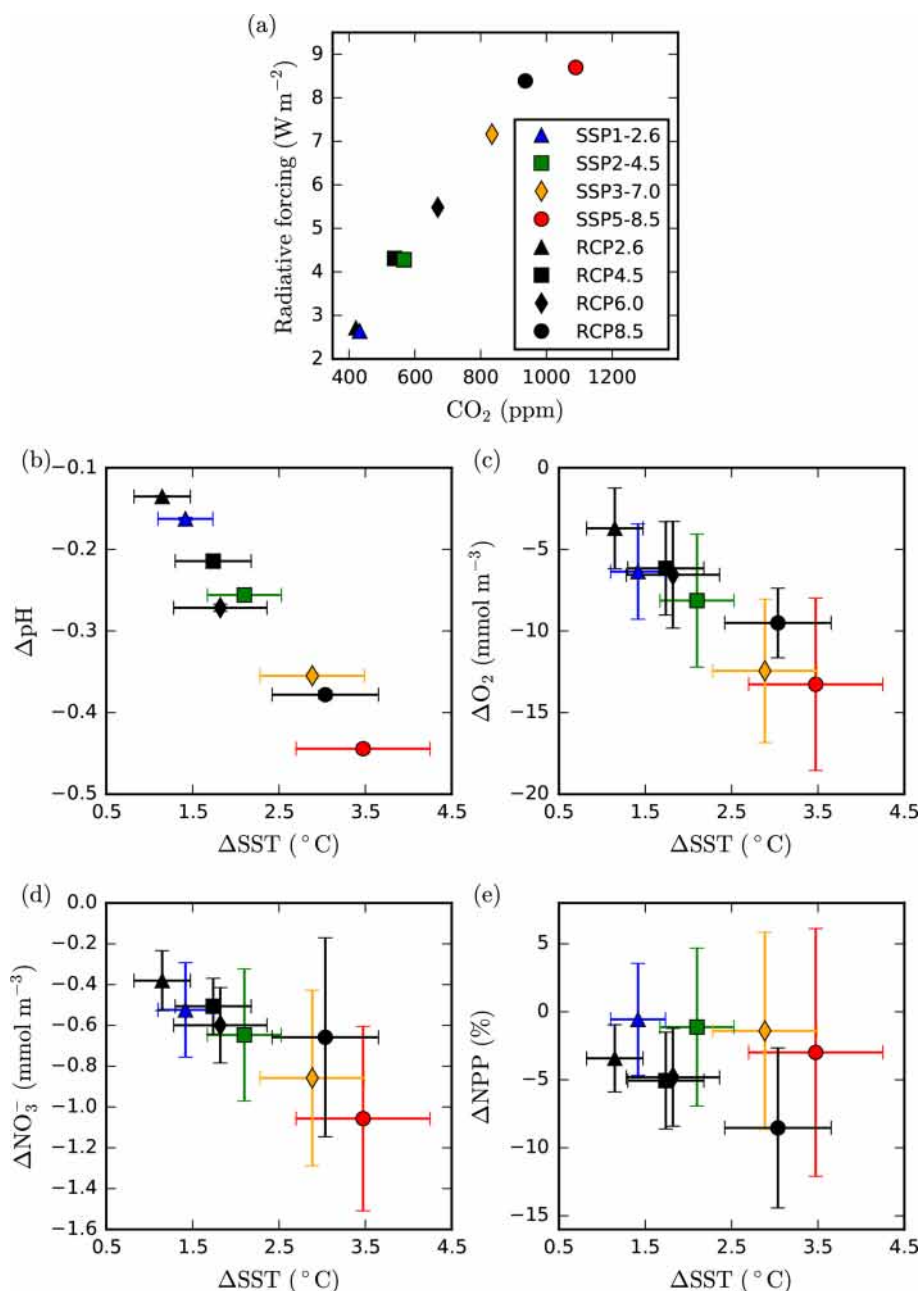 (a)
Radiative forcing (W m−2)
9
8
7
6
5
4
3
2
400 600 800 1000 1200
CO2 (ppm)
SSP1-2.6
SSP2-4.5
SSP3-7.0
SSP5-8.5
RCP2.6
RCP4.5
RCP6.0
RCP8.5
(b)
ΔpH
−0.1
−0.2
−0.3
−0.4
−0.5
0.5 1.5 2.5 3.5 4.5
ΔSST (°C)
(c)
ΔO2 (mmol m−3)
0
−5
−10
−15
−20
0.5 1.5 2.5 3.5 4.5
ΔSST (°C)
(d)
ΔNO3− (mmol m−3)
0.0
−0.2
−0.4
−0.6
−0.8
−1.0
−1.2
−1.4
−1.6
0.5 1.5 2.5 3.5 4.5
ΔSST (°C)
(e)
ΔNPP (%)
5
0
−5
−10
−15
0.5 1.5 2.5 3.5 4.5
ΔSST (°C)